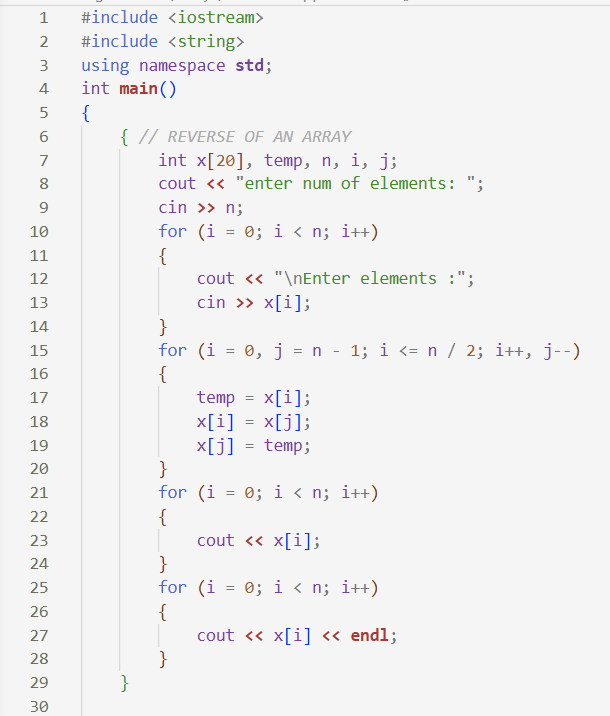 1 #include <iostream>
2 #include <string>
3 using namespace std;
4 int main()
5 {
6     { // REVERSE OF AN ARRAY
7         int x[20], temp, n, i, j;
8         cout << "enter num of elements: ";
9         cin >> n;
10         for (i = 0; i < n; i++)
11         {
12             cout << "\nEnter elements :";
13             cin >> x[i];
14         }
15         for (i = 0, j = n - 1; i <= n / 2; i++, j--)
16         {
17             temp = x[i];
18             x[i] = x[j];
19             x[j] = temp;
20         }
21         for (i = 0; i < n; i++)
22         {
23             cout << x[i];
24         }
25         for (i = 0; i < n; i++)
26         {
27             cout << x[i] << endl;
28         }
29     }
30